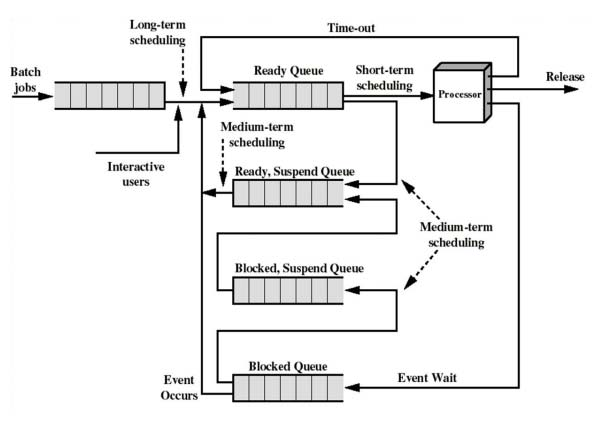 Long-term
scheduling
Time-out
Batch
jobs
Ready Queue
Short-term
scheduling
Processor
Release
Interactive
users
Medium-term
scheduling
Ready, Suspend Queue
Medium-term
scheduling
Blocked, Suspend Queue
Blocked Queue
Event
Occurs
Event Wait